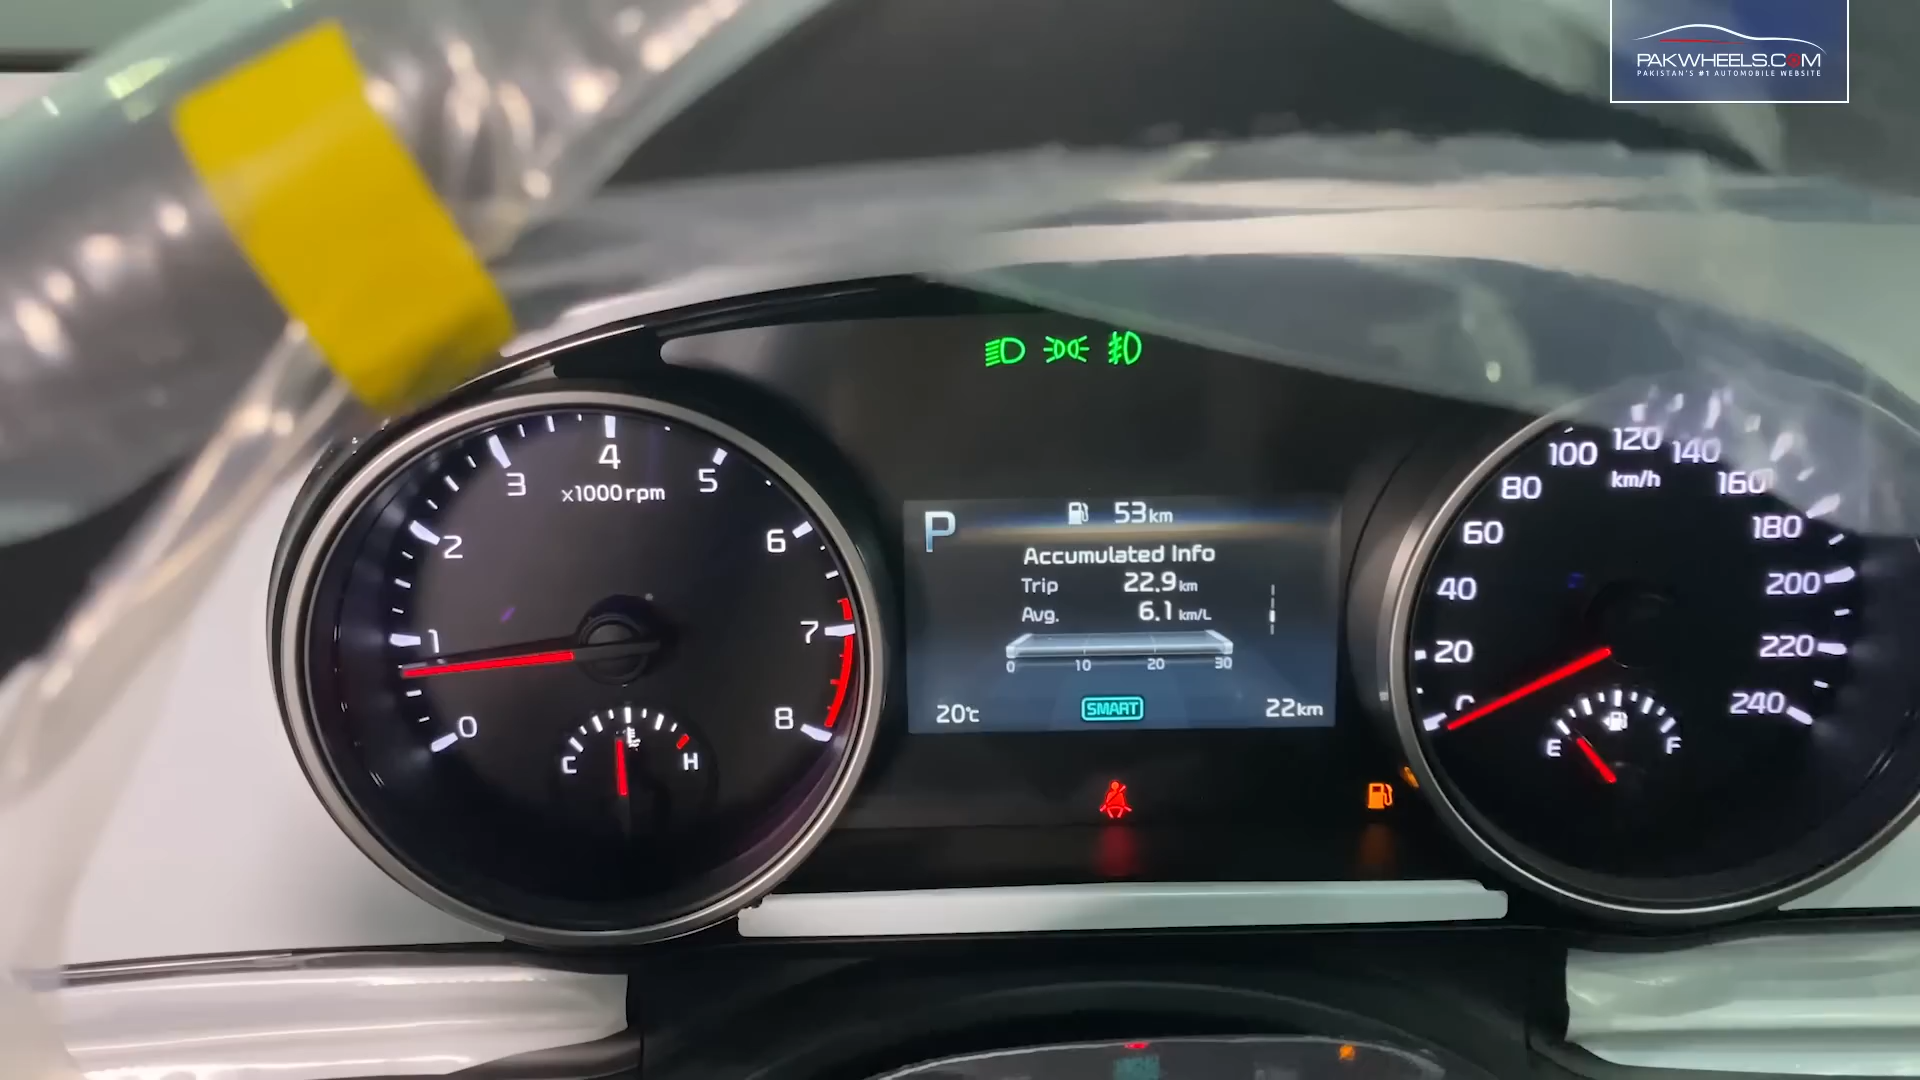 PAKWHEELS.COM
PAKISTAN'S #1 AUTOMOBILE WEBSITE
0
1
2
3
4
5
6
7
8
x1000rpm
C
H
P
53km
Accumulated Info
Trip 22.9km
Avg. 6.1 km/L
0 10 20 30
20°C
SMART
22km
20
40
60
80
100
120
140
160
180
200
220
240
km/h
E
F